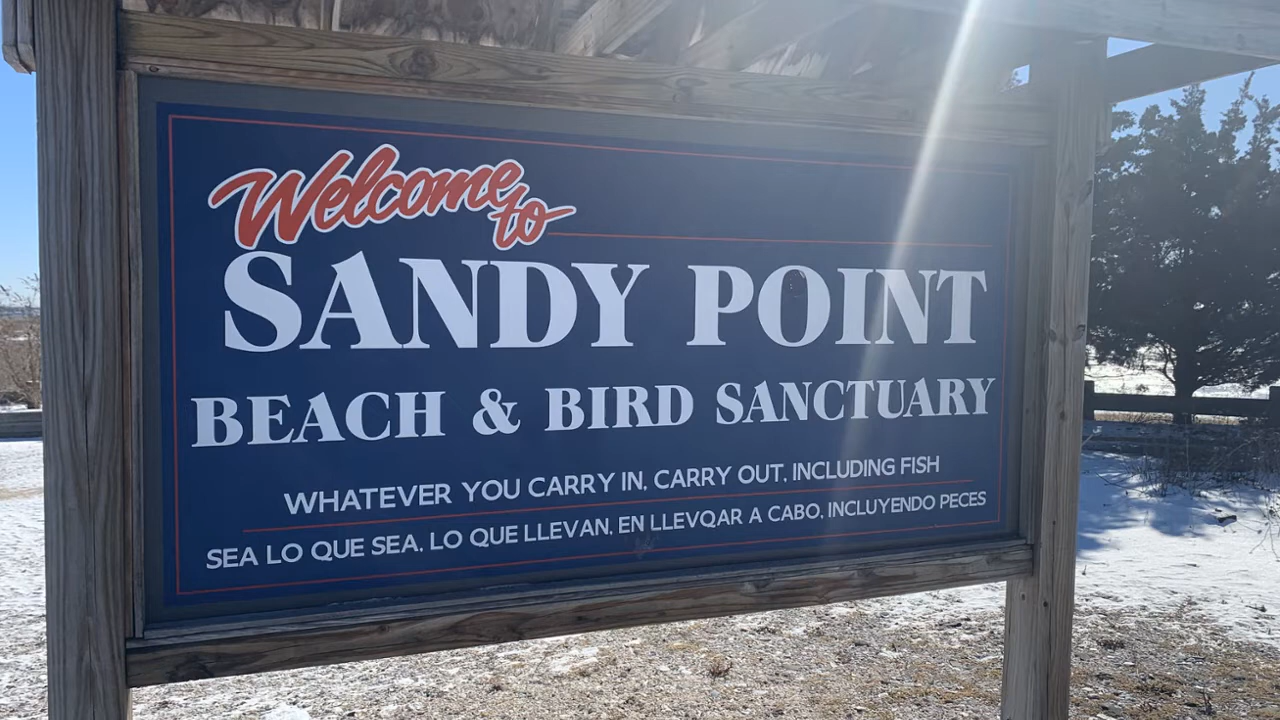 Welcome to
SANDY POINT
BEACH & BIRD SANCTUARY
WHATEVER YOU CARRY IN, CARRY OUT, INCLUDING FISH
SEA LO QUE SEA, LO QUE LLEVAN, EN LLEVQAR A CABO, INCLUYENDO PECES